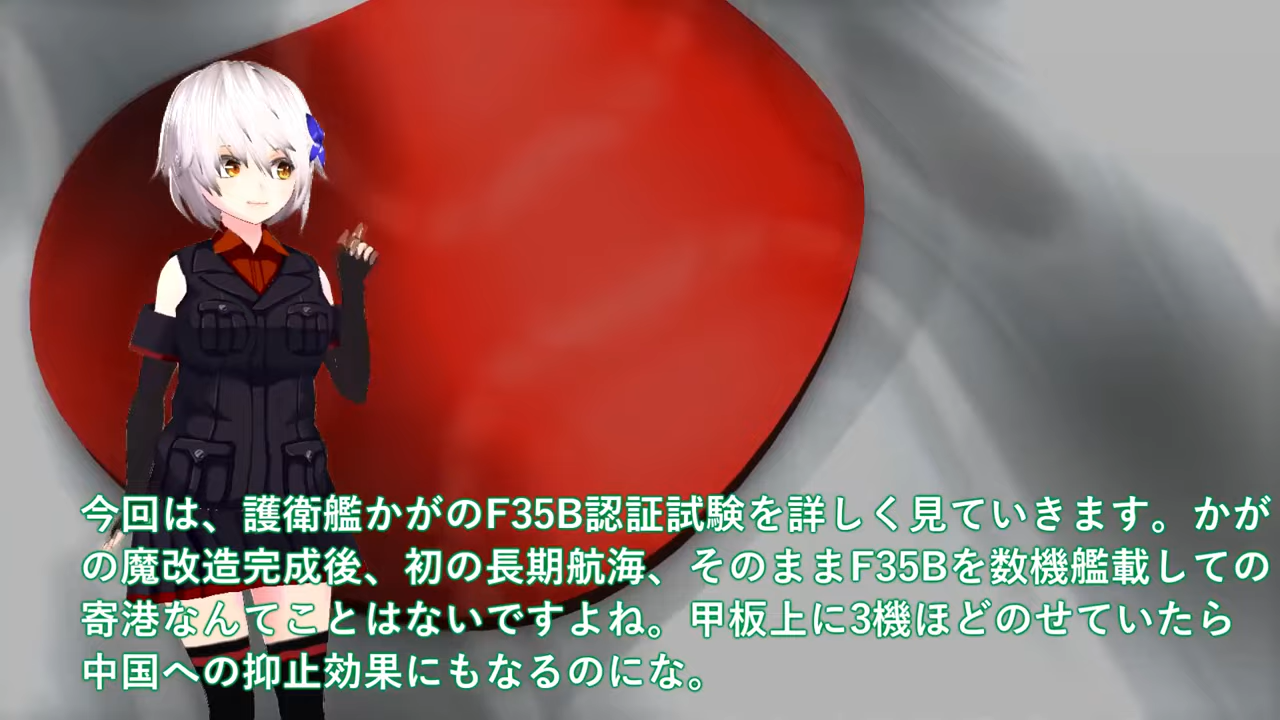 今回は、護衛艦かがのF35B認証試験を詳しく見ていきます。かが
の魔改造完成後、初の長期航海、そのままF35Bを数機艦載しての
寄港なんてことはないですよね。甲板上に3機ほどのせていたら
中国への抑止効果にもなるのにな。